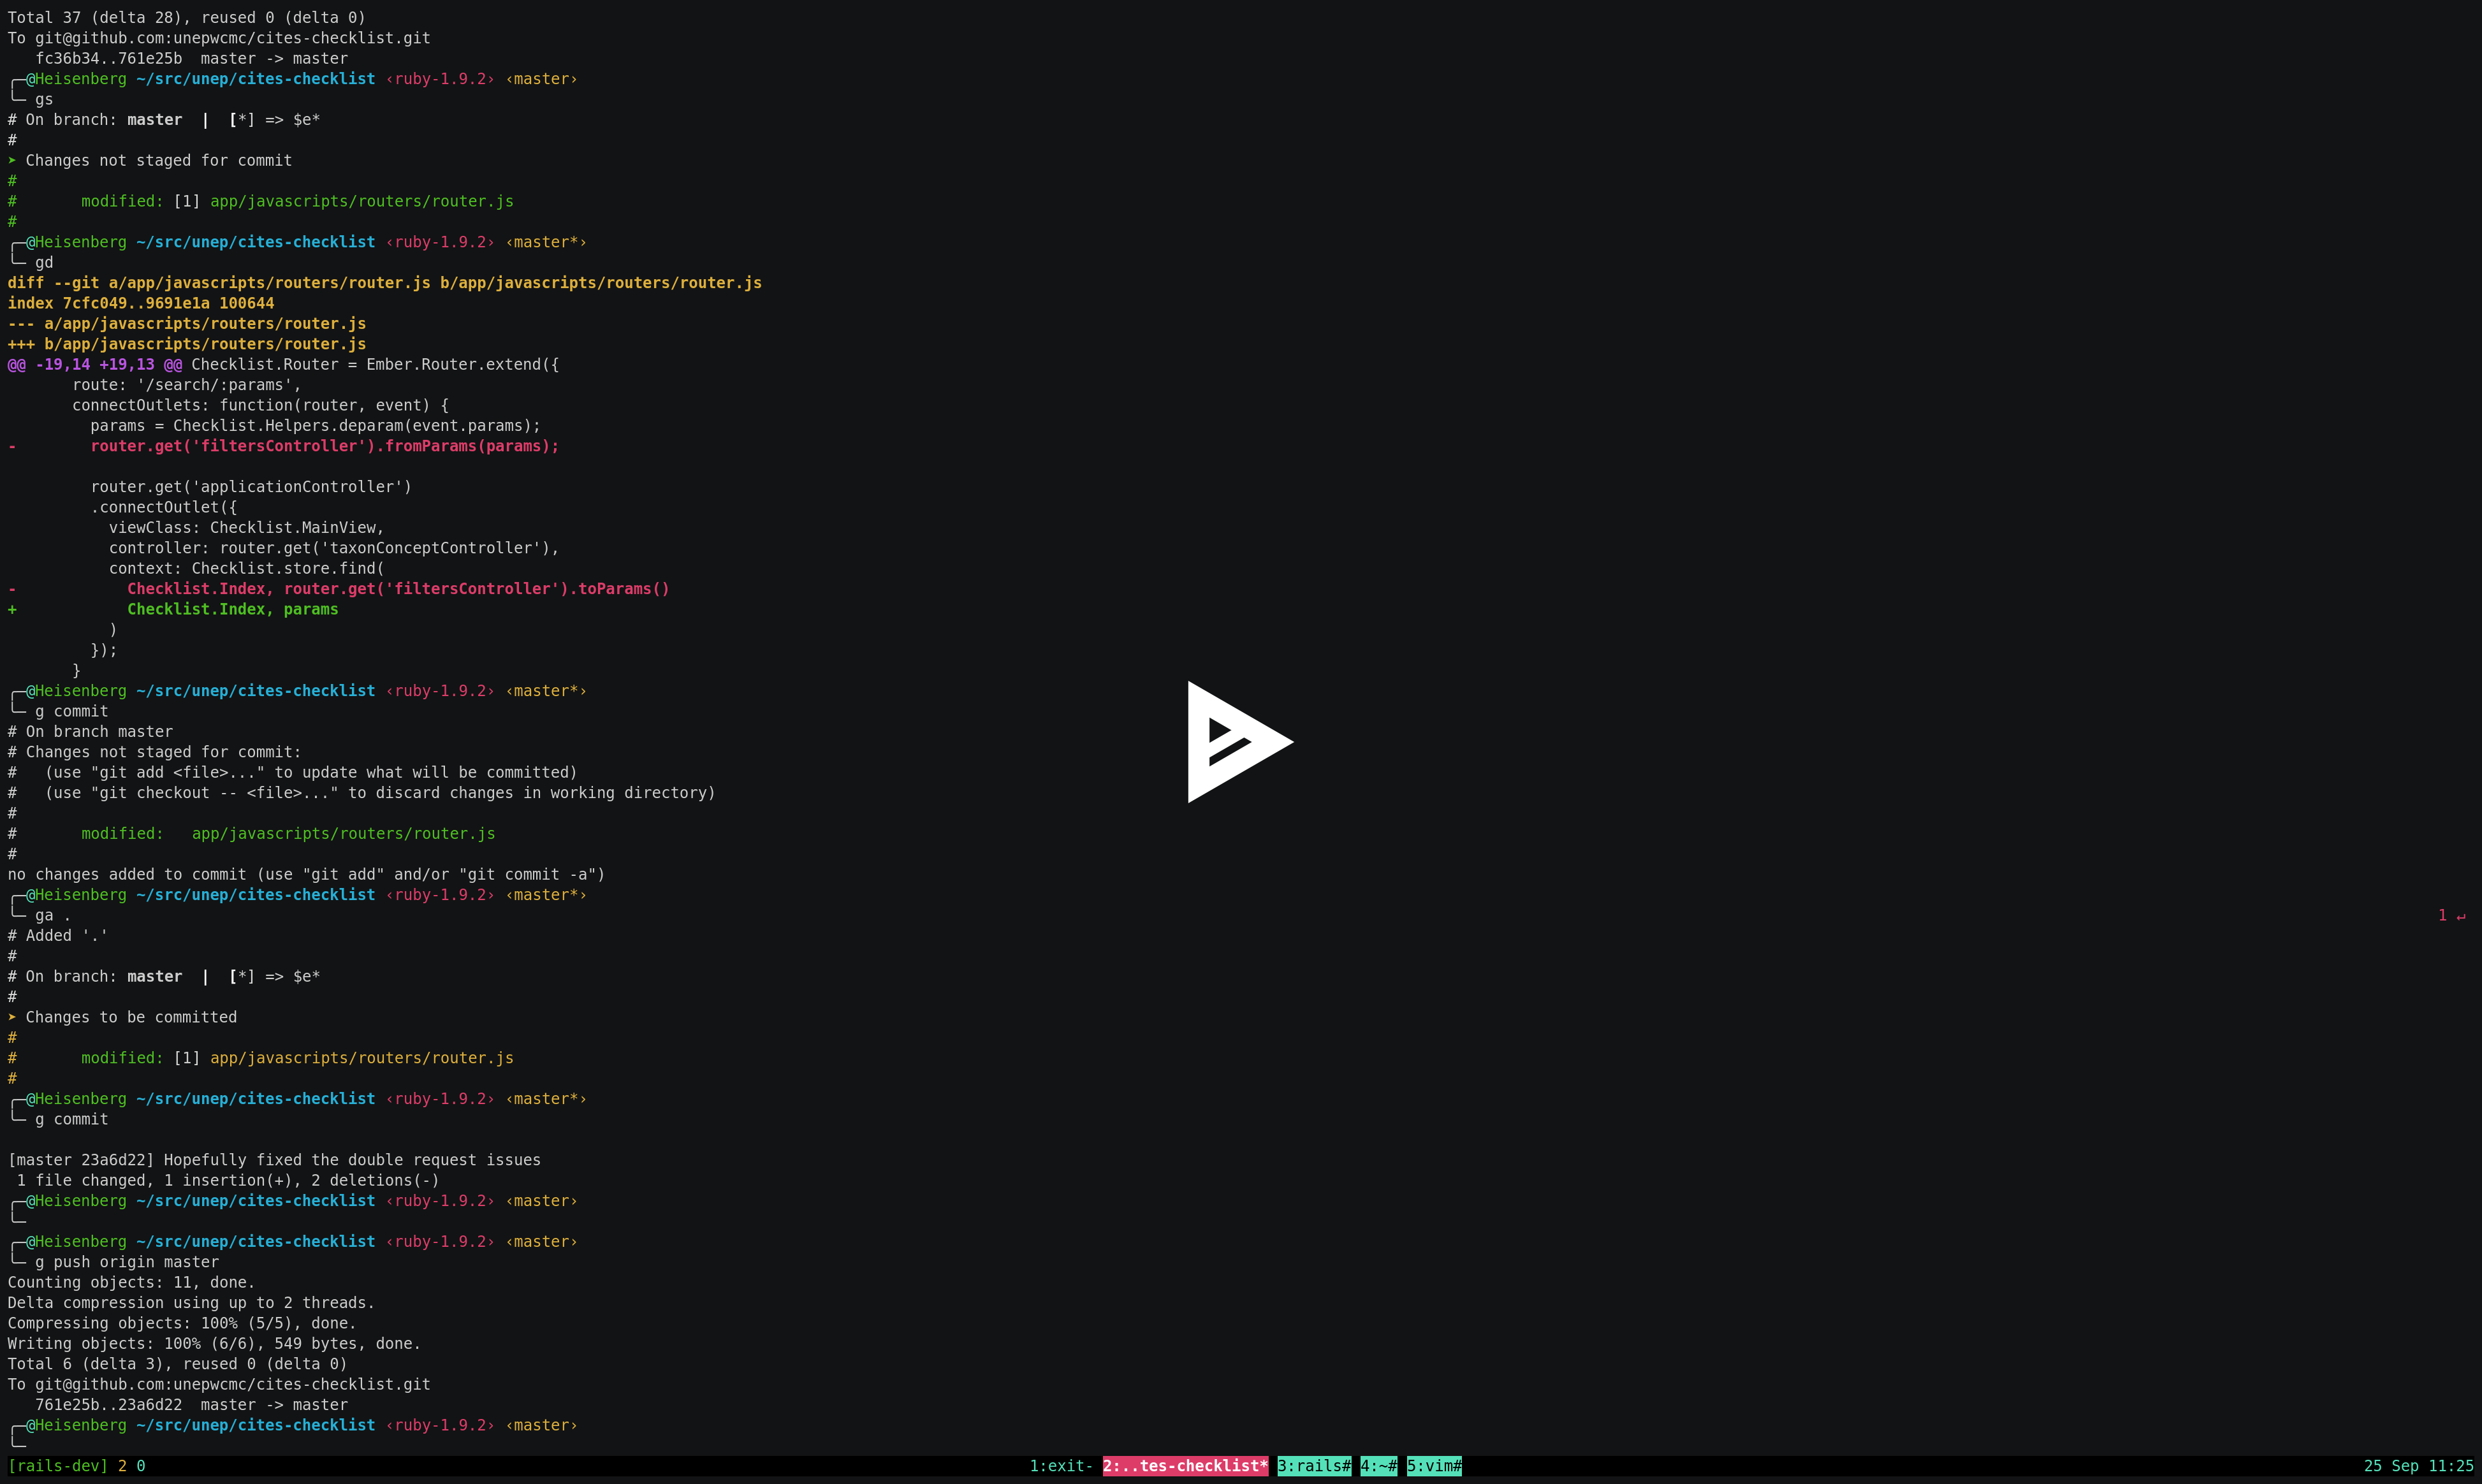 Total 37 (delta 28), reused 0 (delta 0)
To git@github.com:unepwcmc/cites-checklist.git
   fc36b34..761e25b  master -> master
╭─@Heisenberg ~/src/unep/cites-checklist ‹ruby-1.9.2› ‹master›
╰─ gs
# On branch: master  |  [*] => $e*
#
➤ Changes not staged for commit
#
#       modified: [1] app/javascripts/routers/router.js
#
╭─@Heisenberg ~/src/unep/cites-checklist ‹ruby-1.9.2› ‹master*›
╰─ gd
diff --git a/app/javascripts/routers/router.js b/app/javascripts/routers/router.js
index 7cfc049..9691e1a 100644
--- a/app/javascripts/routers/router.js
+++ b/app/javascripts/routers/router.js
@@ -19,14 +19,13 @@ Checklist.Router = Ember.Router.extend({
       route: '/search/:params',
       connectOutlets: function(router, event) {
         params = Checklist.Helpers.deparam(event.params);
-        router.get('filtersController').fromParams(params);

         router.get('applicationController')
         .connectOutlet({
           viewClass: Checklist.MainView,
           controller: router.get('taxonConceptController'),
           context: Checklist.store.find(
-            Checklist.Index, router.get('filtersController').toParams()
+            Checklist.Index, params
           )
         });
       }
╭─@Heisenberg ~/src/unep/cites-checklist ‹ruby-1.9.2› ‹master*›
╰─ g commit
# On branch master
# Changes not staged for commit:
#   (use "git add <file>..." to update what will be committed)
#   (use "git checkout -- <file>..." to discard changes in working directory)
#
#       modified:   app/javascripts/routers/router.js
#
no changes added to commit (use "git add" and/or "git commit -a")
╭─@Heisenberg ~/src/unep/cites-checklist ‹ruby-1.9.2› ‹master*›
╰─ ga .                                                                 1 ↵
# Added '.'
#
# On branch: master  |  [*] => $e*
#
➤ Changes to be committed
#
#       modified: [1] app/javascripts/routers/router.js
#
╭─@Heisenberg ~/src/unep/cites-checklist ‹ruby-1.9.2› ‹master*›
╰─ g commit

[master 23a6d22] Hopefully fixed the double request issues
 1 file changed, 1 insertion(+), 2 deletions(-)
╭─@Heisenberg ~/src/unep/cites-checklist ‹ruby-1.9.2› ‹master›
╰─
╭─@Heisenberg ~/src/unep/cites-checklist ‹ruby-1.9.2› ‹master›
╰─ g push origin master
Counting objects: 11, done.
Delta compression using up to 2 threads.
Compressing objects: 100% (5/5), done.
Writing objects: 100% (6/6), 549 bytes, done.
Total 6 (delta 3), reused 0 (delta 0)
To git@github.com:unepwcmc/cites-checklist.git
   761e25b..23a6d22  master -> master
╭─@Heisenberg ~/src/unep/cites-checklist ‹ruby-1.9.2› ‹master›
╰─
[rails-dev] 2 0   1:exit- 2:..tes-checklist* 3:rails# 4:~# 5:vim#   25 Sep 11:25